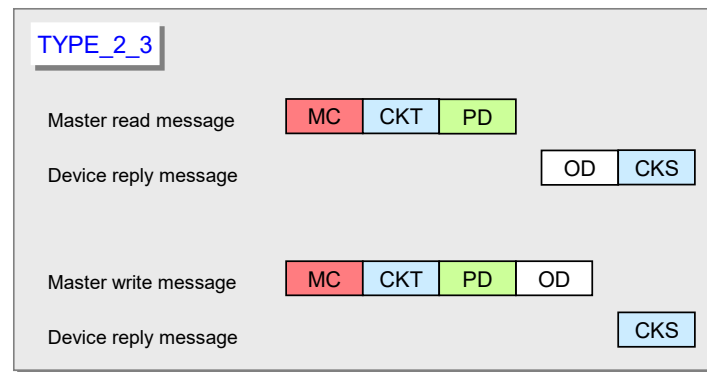 TYPE_2_3
Master read message MC CKT PD
Device reply message OD CKS
Master write message MC CKT PD OD
Device reply message CKS